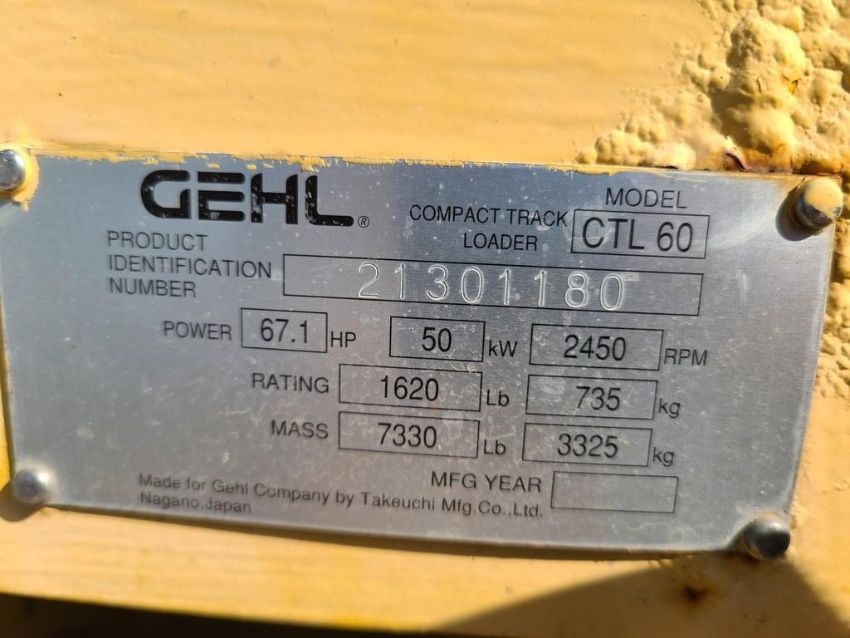 GEHL®
COMPACT TRACK LOADER
MODEL
CTL 60
PRODUCT IDENTIFICATION NUMBER
21301180
POWER 67.1 HP 50 kW 2450 RPM
RATING 1620 Lb 735 kg
MASS 7330 Lb 3325 kg
MFG YEAR
Made for Gehl Company by Takeuchi Mfg.Co.,Ltd.
Nagano.Japan